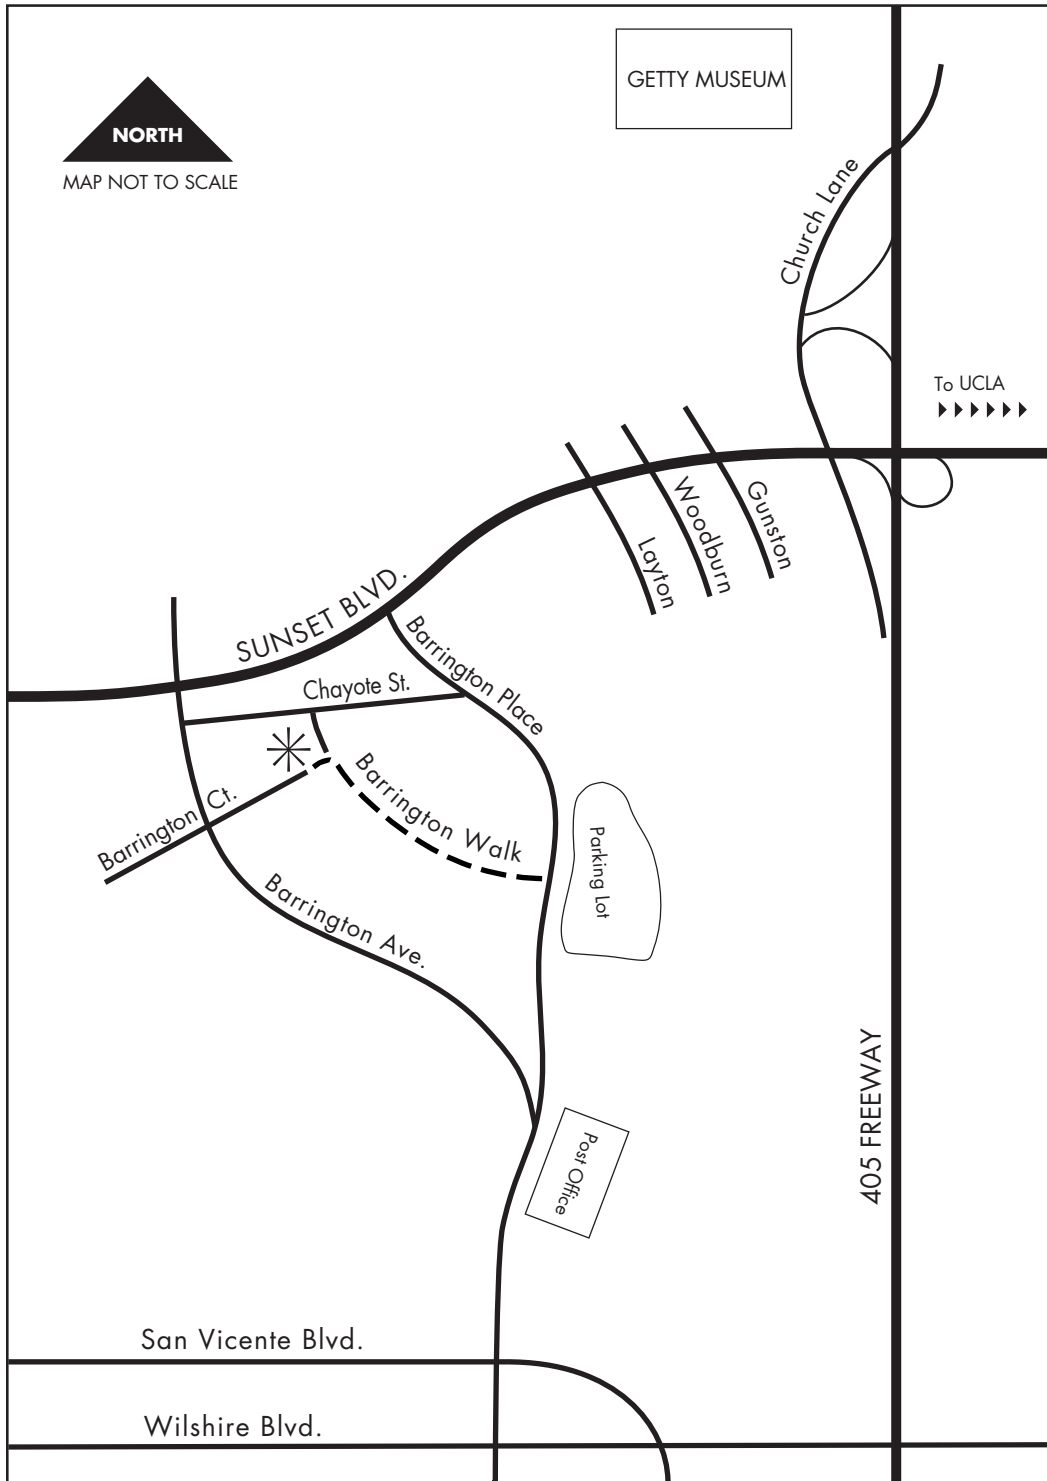 GETTY MUSEUM
NORTH
MAP NOT TO SCALE
Church Lane
To UCLA
Gunston
Woodburn
Layton
SUNSET BLVD.
Barrington Place
Chayote St.
Barrington Walk
Barrington Ct.
Parking Lot
Barrington Ave.
405 FREEWAY
Post Office
San Vicente Blvd.
Wilshire Blvd.